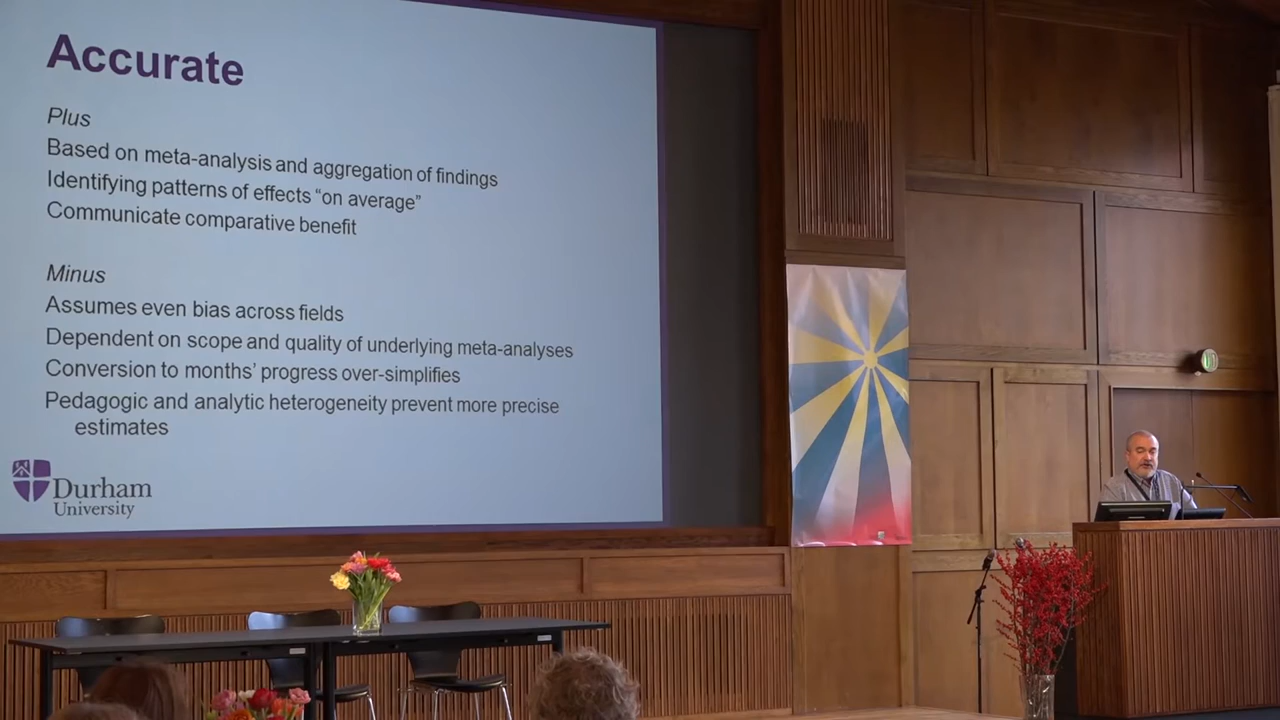 Accurate
Plus
Based on meta-analysis and aggregation of findings
Identifying patterns of effects “on average”
Communicate comparative benefit
Minus
Assumes even bias across fields
Dependent on scope and quality of underlying meta-analyses
Conversion to months’ progress over-simplifies
Pedagogic and analytic heterogeneity prevent more precise
estimates
Durham
University